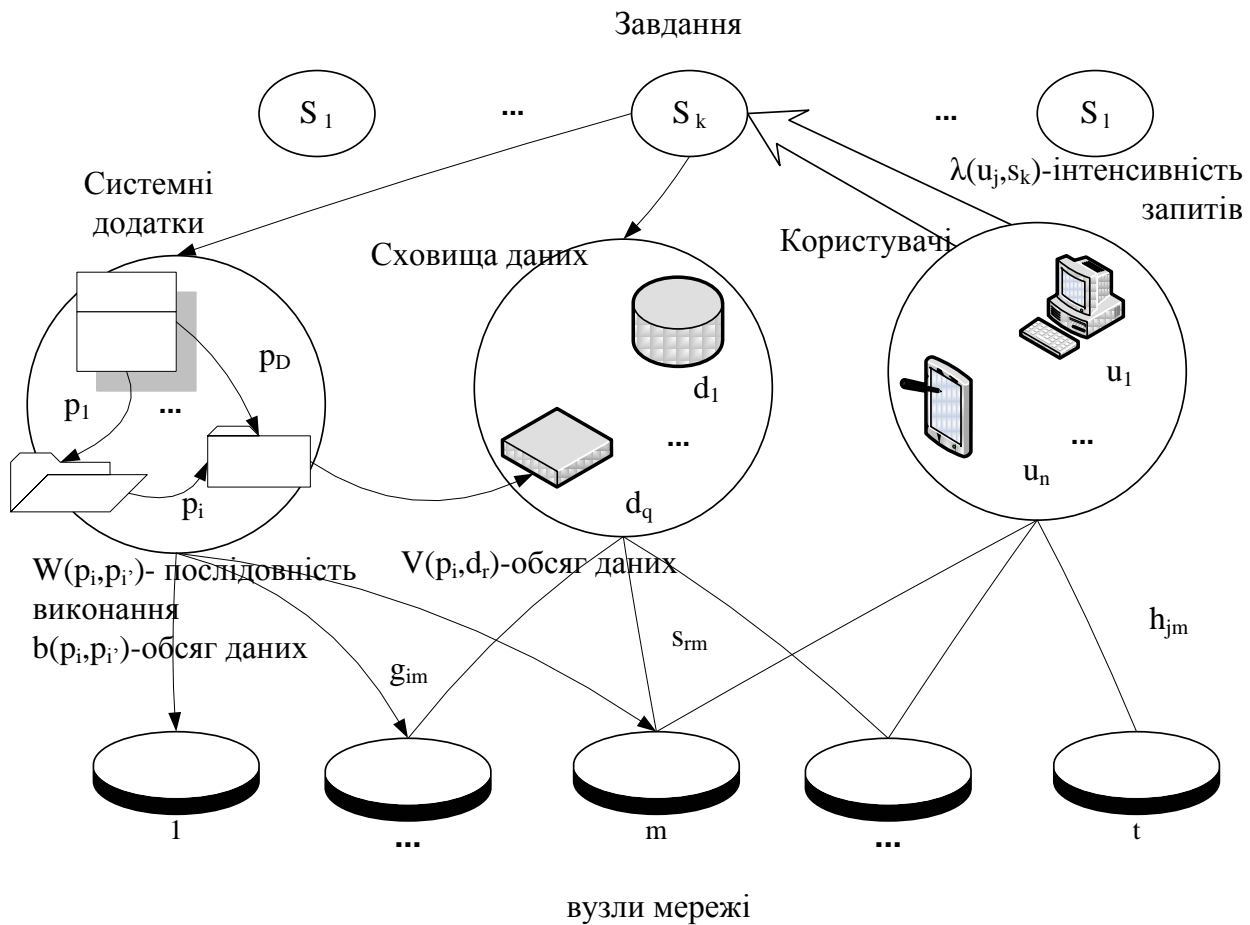 Завдання
S1 ... Sk ... Sl
λ(uj,sk)-інтенсивність
запитів
Системні
додатки
Сховища даних
Користувачі
pD
p1
...
pi
d1
...
dq
u1
...
un
W(pi,pi’)- послідовність
виконання
b(pi,pi’)-обсяг даних
V(pi,dr)-обсяг даних
gim
srm
hjm
1 ... m ... t
вузли мережі